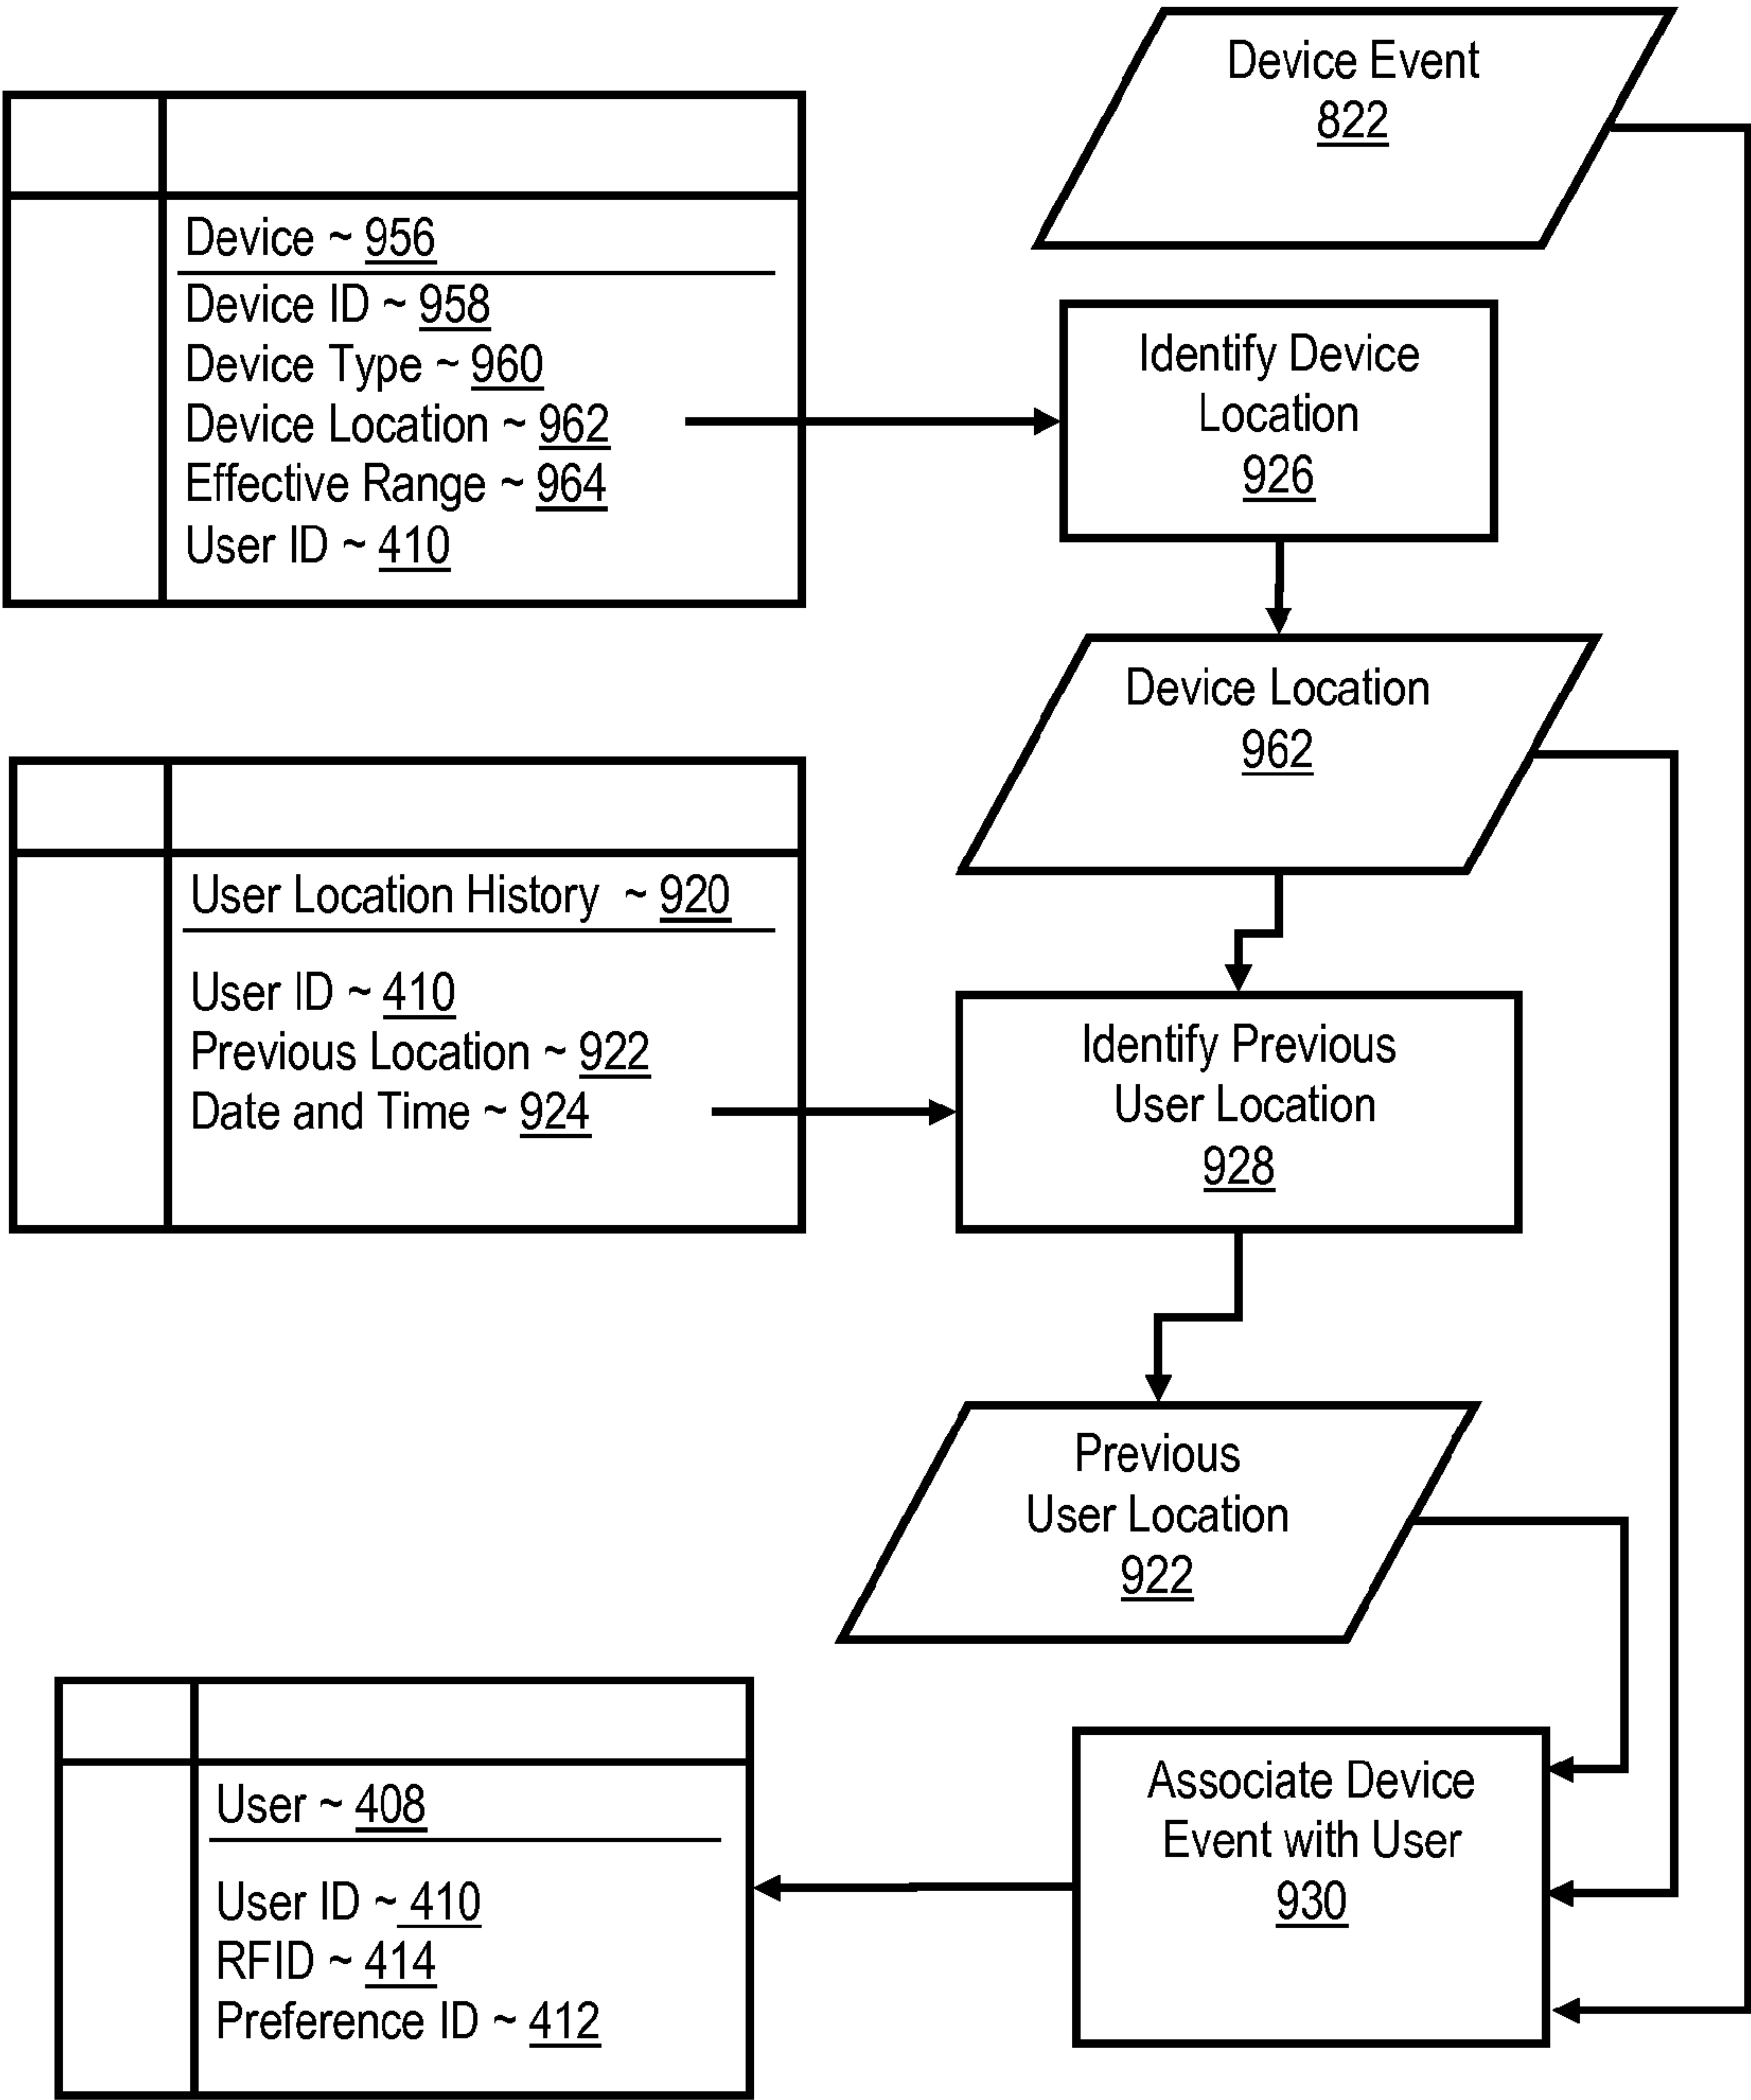 Device Event
822
Device ~ 956
Device ID ~ 958
Device Type ~ 960
Device Location ~ 962
Effective Range ~ 964
User ID ~ 410
Identify Device
Location
926
Device Location
962
User Location History ~ 920
User ID ~ 410
Previous Location ~ 922
Date and Time ~ 924
Identify Previous
User Location
928
Previous
User Location
922
Associate Device
Event with User
930
User ~ 408
User ID ~ 410
RFID ~ 414
Preference ID ~ 412